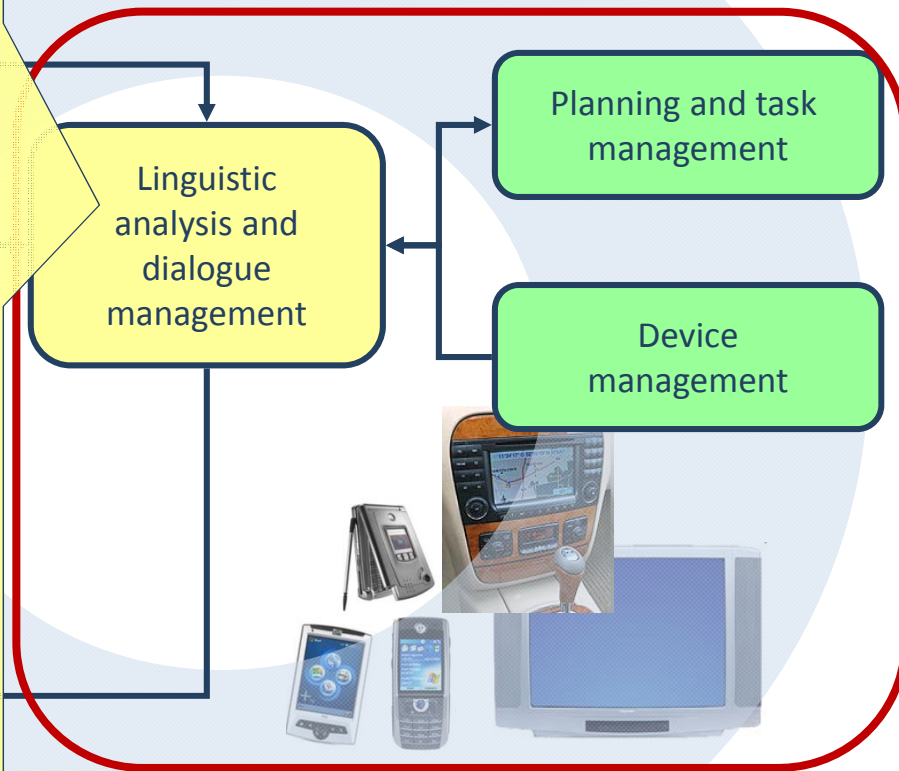 Planning and task
management
Linguistic
analysis and
dialogue
management
Device
management